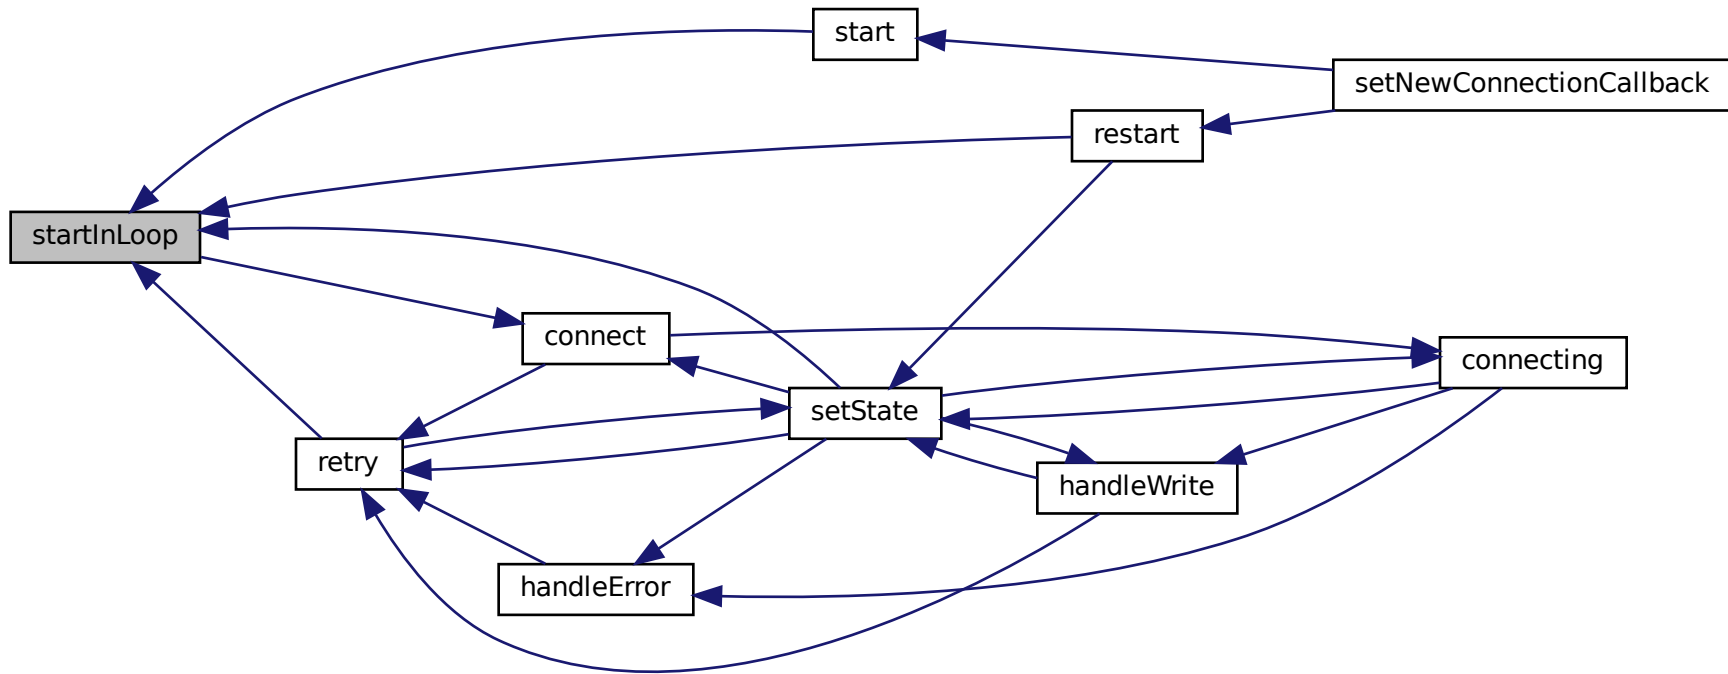 start
setNewConnectionCallback
restart
startInLoop
connect
connecting
setState
retry
handleWrite
handleError